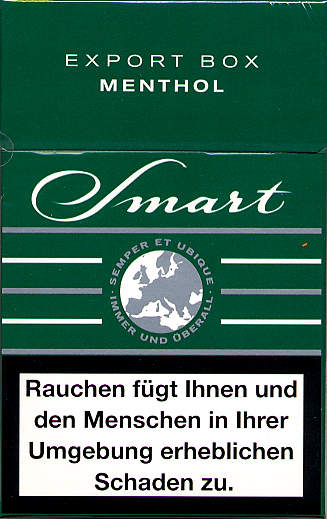 EXPORT BOX
MENTHOL
Smart
SEMPER ET UBIQUE
IMMER UND ÜBERALL
Rauchen fügt Ihnen und
den Menschen in Ihrer
Umgebung erheblichen
Schaden zu.